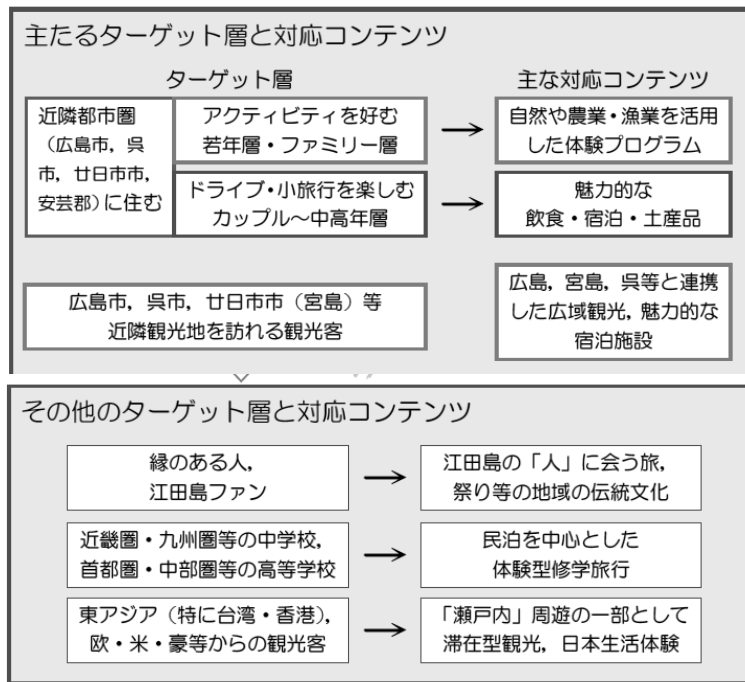 主たるターゲット層と対応コンテンツ
ターゲット層
主な対応コンテンツ
近隣都市圏
（広島市，呉
市，廿日市市，
安芸郡）に住む
アクティビティを好む
若年層・ファミリー層
自然や農業・漁業を活用
した体験プログラム
ドライブ・小旅行を楽しむ
カップル～中高年層
魅力的な
飲食・宿泊・土産品
広島市，呉市，廿日市市（宮島）等
近隣観光地を訪れる観光客
広島，宮島，呉等と連携
した広域観光，魅力的な
宿泊施設
その他のターゲット層と対応コンテンツ
縁のある人，
江田島ファン
江田島の「人」に会う旅，
祭り等の地域の伝統文化
近畿圏・九州圏等の中学校，
首都圏・中部圏等の高等学校
民泊を中心とした
体験型修学旅行
東アジア（特に台湾・香港），
欧・米・豪等からの観光客
「瀬戸内」周遊の一部として
滞在型観光，日本生活体験